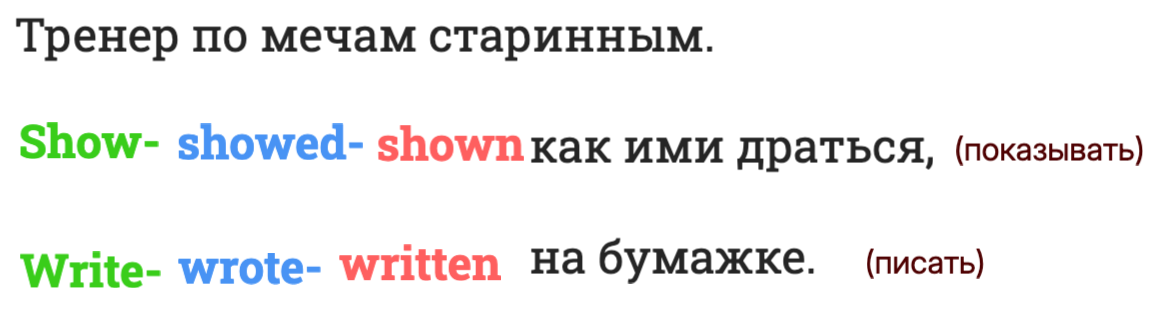 Тренер по мечам старинным.
Show- showed- shown как ими драться, (показывать)
Write- wrote- written на бумажке. (писать)